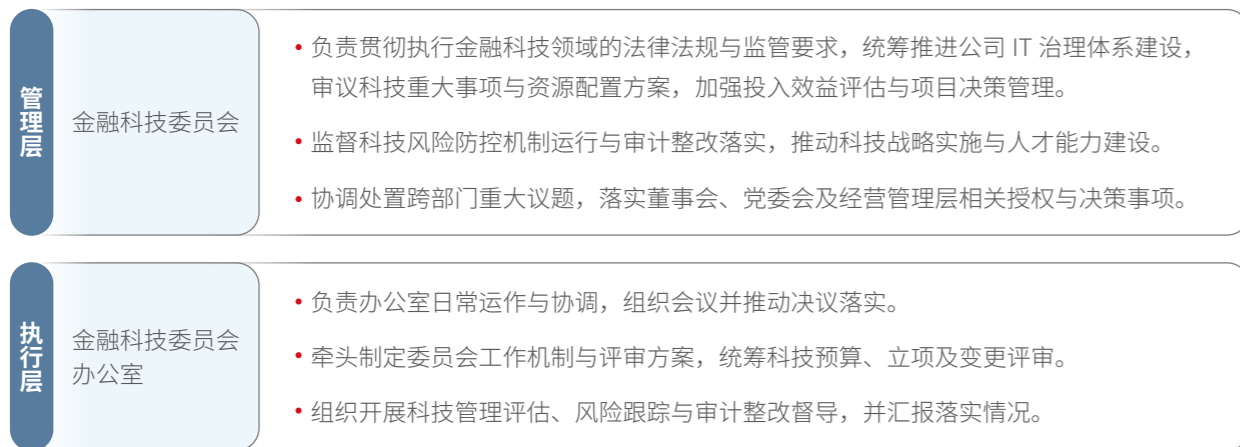 管理层
金融科技委员会
• 负责贯彻执行金融科技领域的法律法规与监管要求，统筹推进公司 IT 治理体系建设，
审议科技重大事项与资源配置方案，加强投入效益评估与项目决策管理。
• 监督科技风险防控机制运行与审计整改落实，推动科技战略实施与人才能力建设。
• 协调处置跨部门重大议题，落实董事会、党委会及经营管理层相关授权与决策事项。
执行层
金融科技委员会
办公室
• 负责办公室日常运作与协调，组织会议并推动决议落实。
• 牵头制定委员会工作机制与评审方案，统筹科技预算、立项及变更评审。
• 组织开展科技管理评估、风险跟踪与审计整改督导，并汇报落实情况。